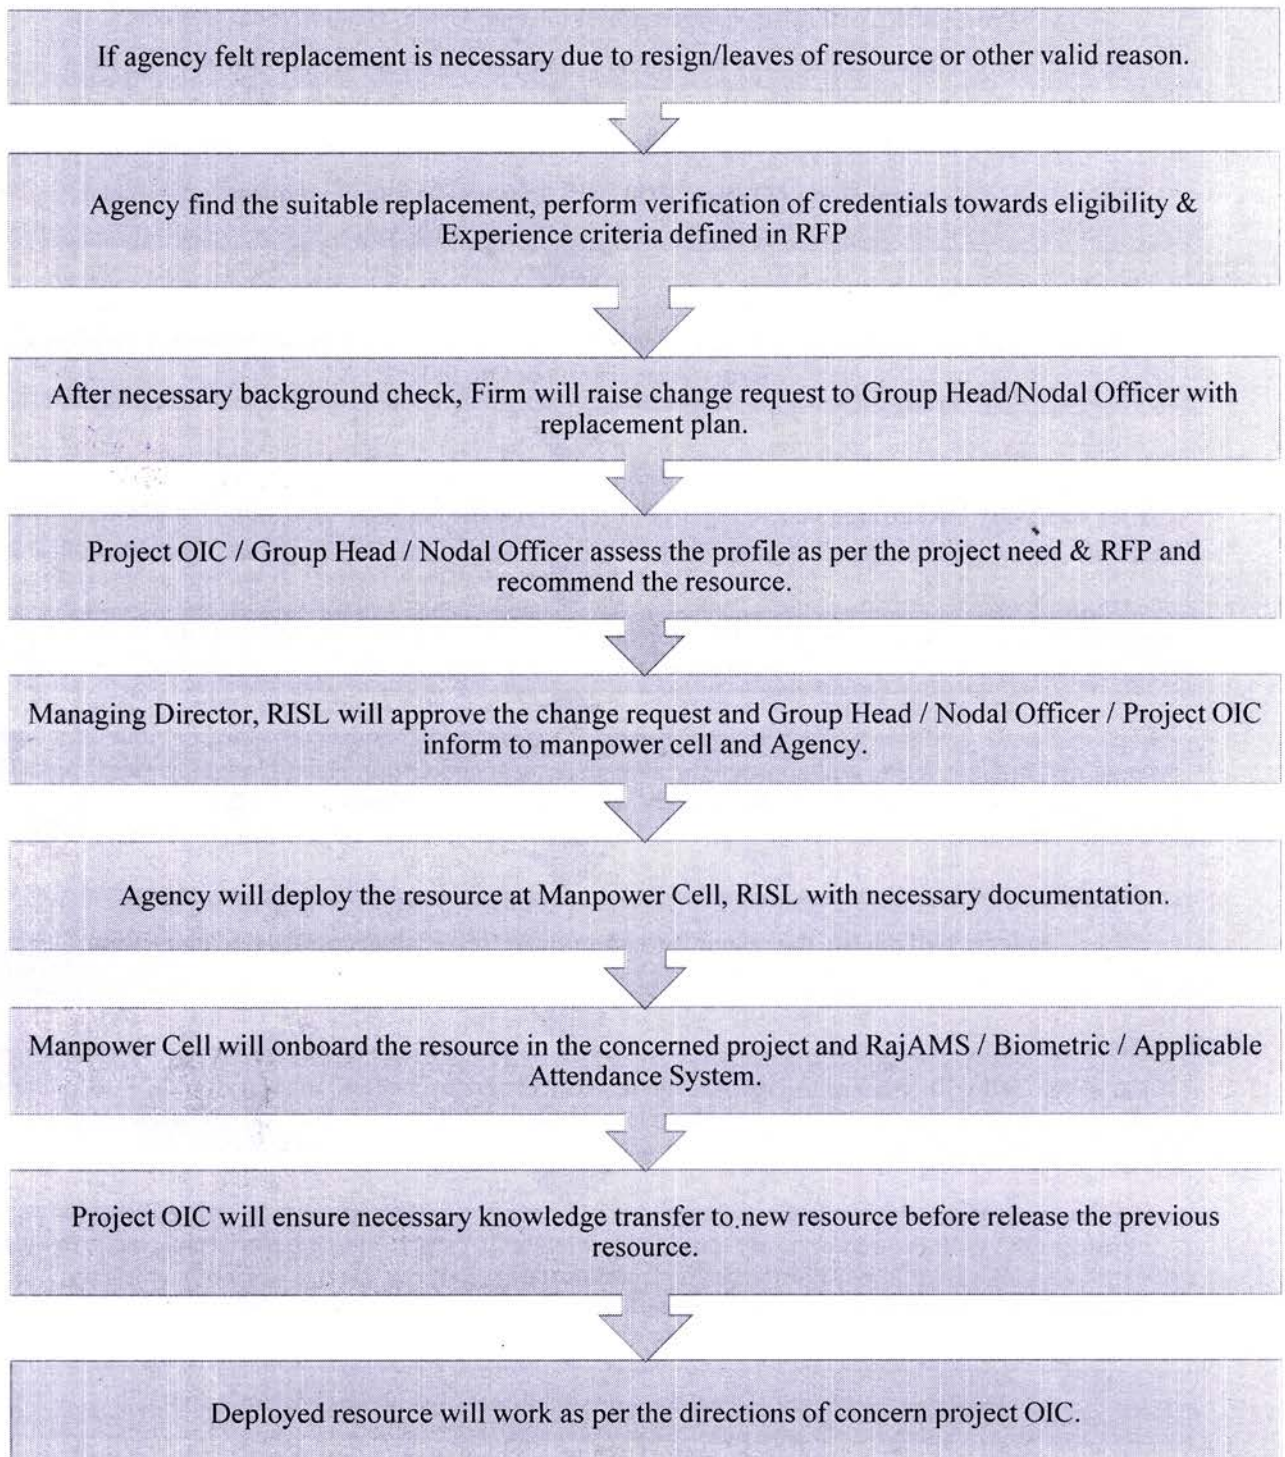 If agency felt replacement is necessary due to resign/leaves of resource or other valid reason.
Agency find the suitable replacement, perform verification of credentials towards eligibility &
Experience criteria defined in RFP
After necessary background check, Firm will raise change request to Group Head/Nodal Officer with
replacement plan.
Project OIC / Group Head / Nodal Officer assess the profile as per the project need & RFP and
recommend the resource.
Managing Director, RISL will approve the change request and Group Head / Nodal Officer / Project OIC
inform to manpower cell and Agency.
Agency will deploy the resource at Manpower Cell, RISL with necessary documentation.
Manpower Cell will onboard the resource in the concerned project and RajAMS / Biometric / Applicable
Attendance System.
Project OIC will ensure necessary knowledge transfer to new resource before release the previous
resource.
Deployed resource will work as per the directions of concern project OIC.